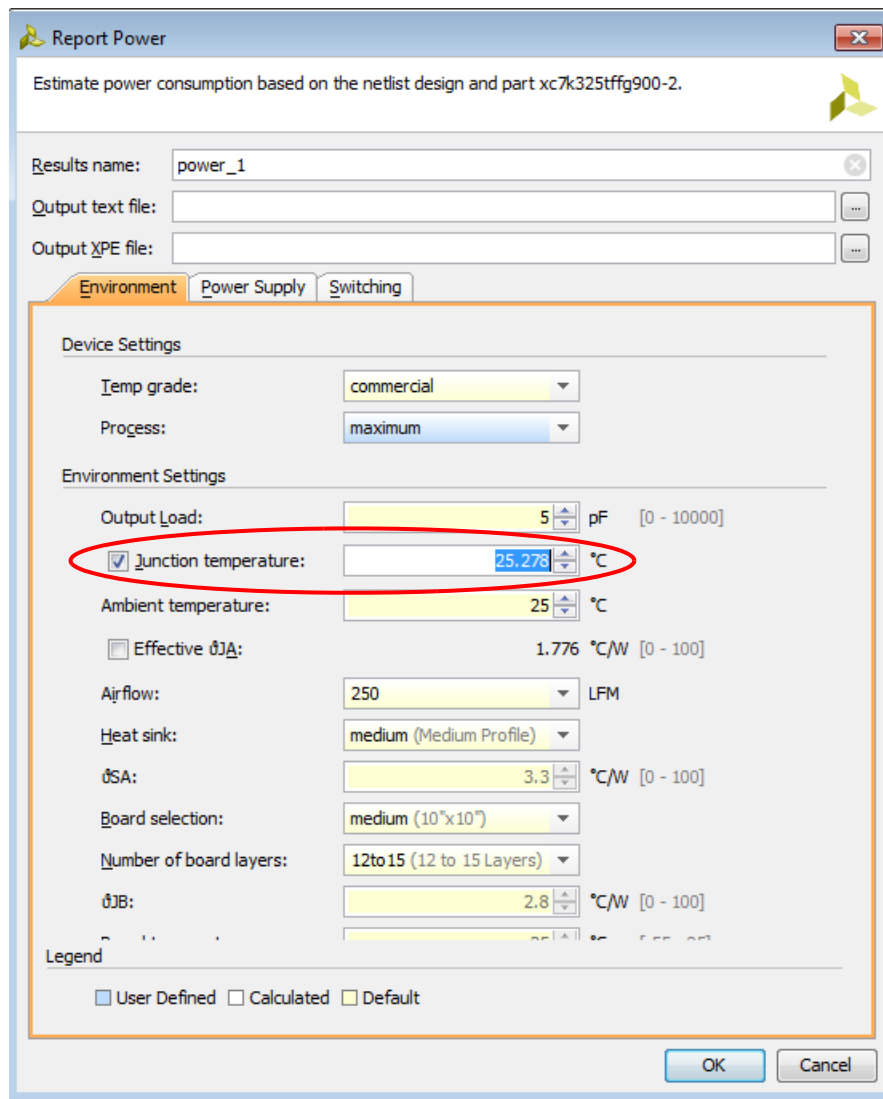 Report Power
Estimate power consumption based on the netlist design and part xc7k325tffg900-2.
Results name: power_1
Output text file: ...
Output XPE file: ...
Environment Power Supply Switching
Device Settings
Temp grade: commercial
Process: maximum
Environment Settings
Output Load: 5 pF [0 - 10000]
Junction temperature: 25.278 °C
Ambient temperature: 25 °C
Effective ϑJA: 1.776 °C/W [0 - 100]
Airflow: 250 LFM
Heat sink: medium (Medium Profile)
ϑSA: 3.3 °C/W [0 - 100]
Board selection: medium (10"x10")
Number of board layers: 12to15 (12 to 15 Layers)
ϑJB: 2.8 °C/W [0 - 100]
Legend
User Defined Calculated Default
OK Cancel